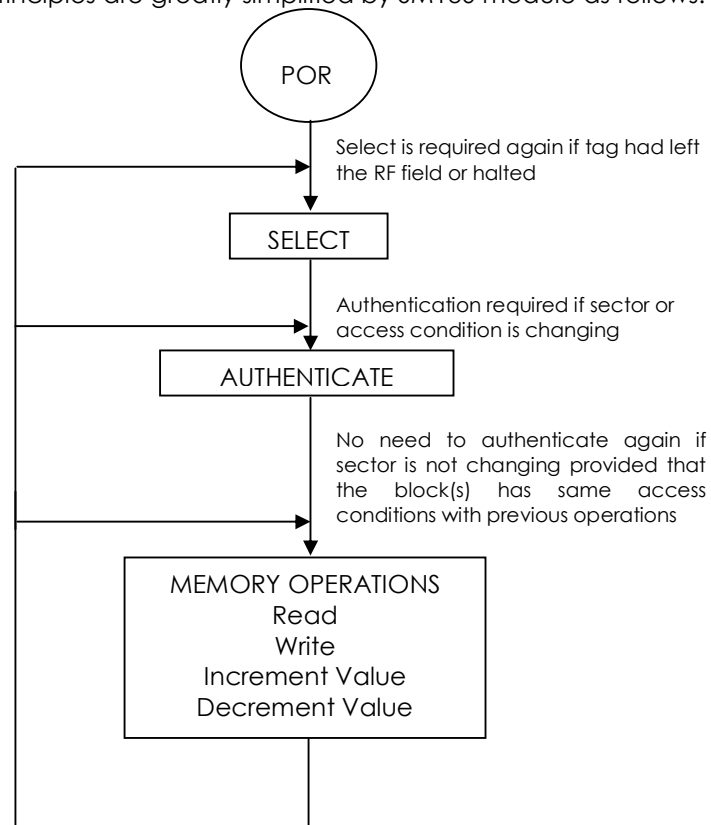 are greatly simplified by module as follows:
POR
Select is required again if tag had left
the RF field or halted
SELECT
Authentication required if sector or
access condition is changing
AUTHENTICATE
No need to authenticate again if
sector is not changing provided that
the block(s) has same access
conditions with previous operations
MEMORY OPERATIONS
Read
Write
Increment Value
Decrement Value